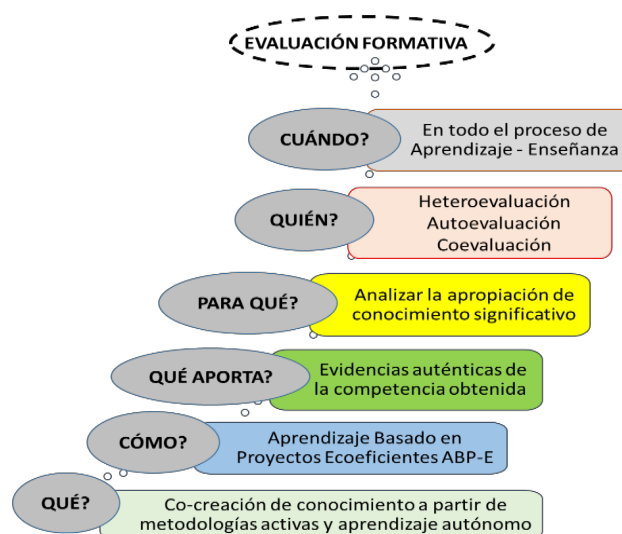 EVALUACIÓN FORMATIVA
CUÁNDO?
En todo el proceso de
Aprendizaje - Enseñanza
QUIÉN?
Heteroevaluación
Autoevaluación
Coevaluación
PARA QUÉ?
Analizar la apropiación de
conocimiento significativo
QUÉ APORTA?
Evidencias auténticas de
la competencia obtenida
CÓMO?
Aprendizaje Basado en
Proyectos Ecoeficientes ABP-E
QUÉ?
Co-creación de conocimiento a partir de
metodologías activas y aprendizaje autónomo